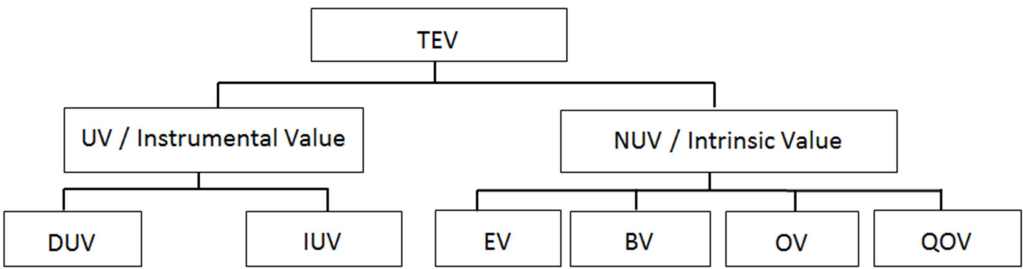 TEV
UV / Instrumental Value
NUV / Intrinsic Value
DUV
IUV
EV
BV
OV
QOV